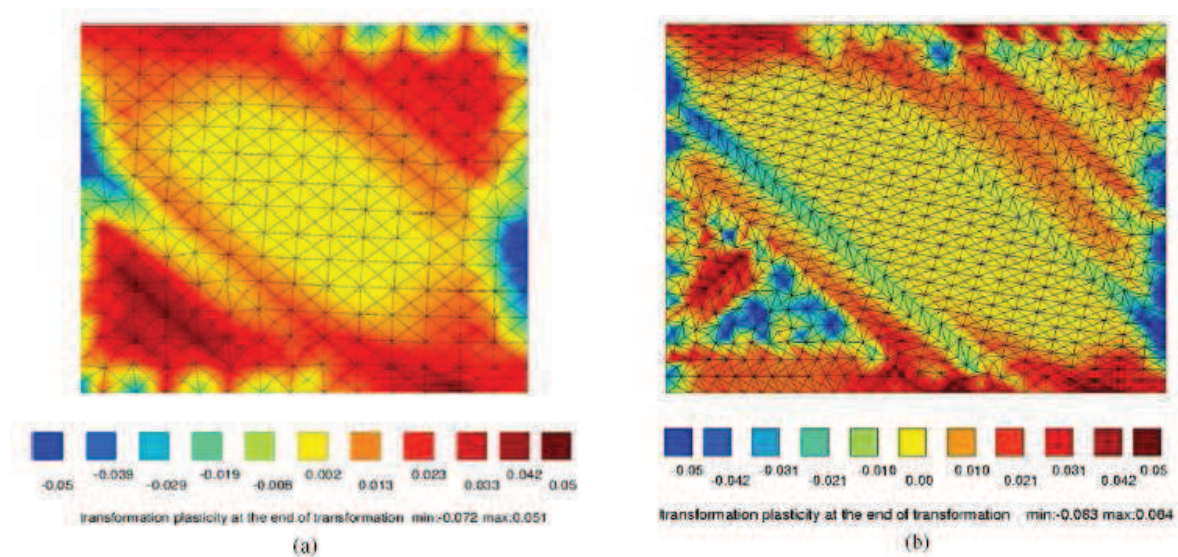 -0.039 -0.019 0.002 0.023 0.042
-0.05 -0.029 -0.008 0.013 0.033 0.05
transformation plasticity at the end of transformation min:-0.072 max:0.051
(a)
-0.05 -0.031 -0.010 0.010 0.031 0.05
-0.042 -0.021 0.00 0.021 0.042
transformation plasticity at the end of transformation min:-0.083 max:0.084
(b)